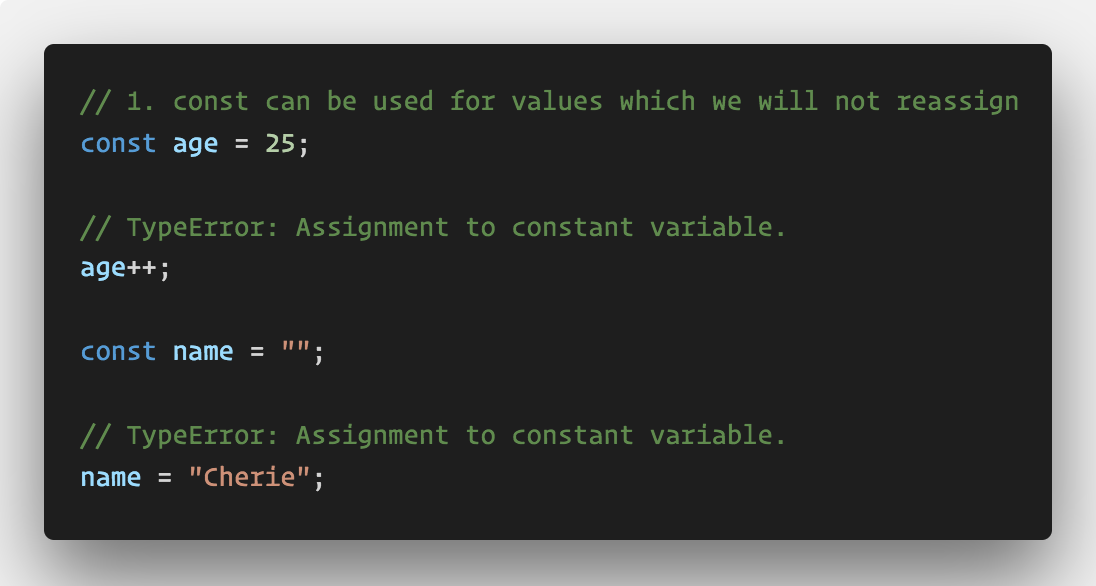 // 1. const can be used for values which we will not reassign
const age = 25;
// TypeError: Assignment to constant variable.
age++;
const name = "";
// TypeError: Assignment to constant variable.
name = "Cherie";